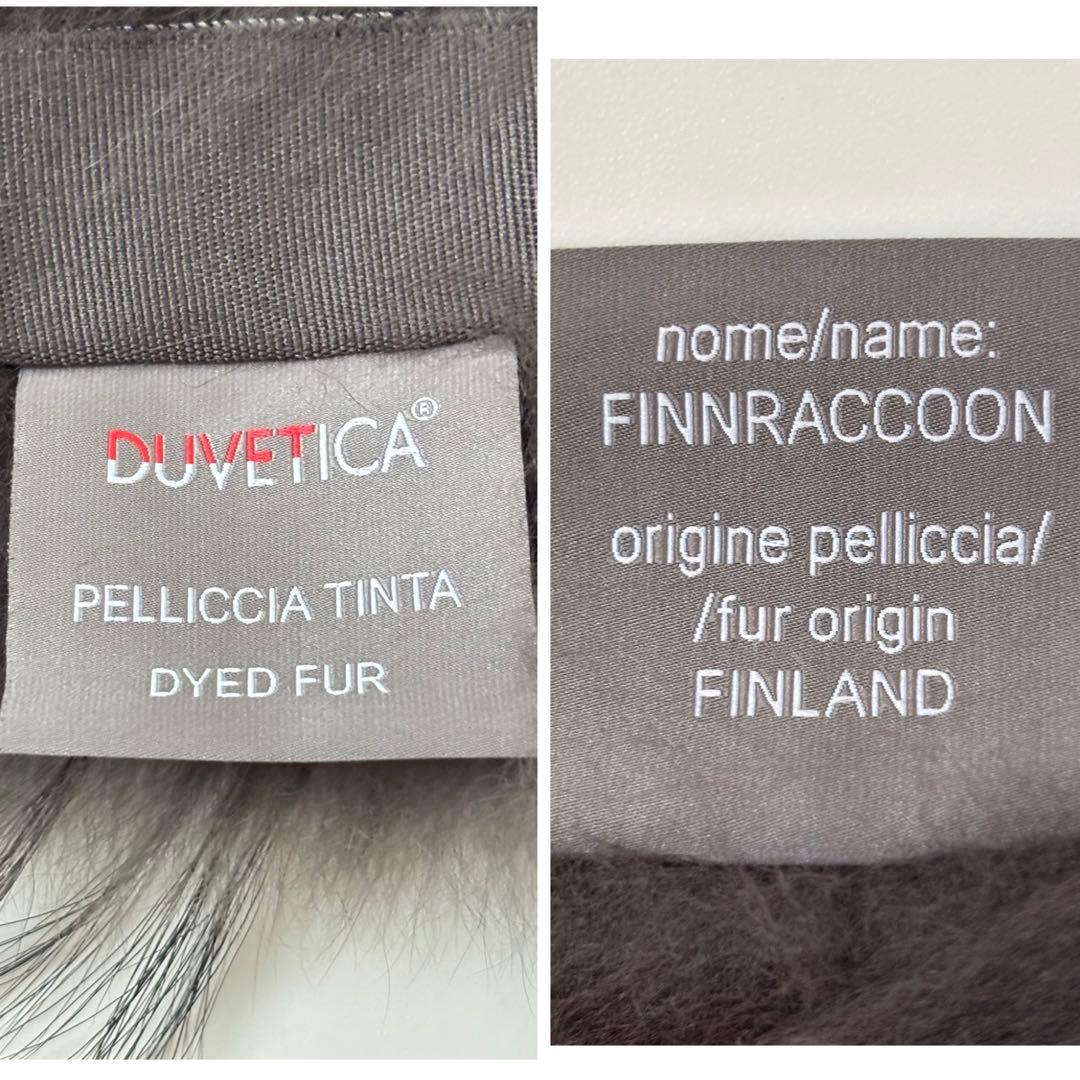 DUVETICA®
PELLICCIA TINTA
DYED FUR
nome/name:
FINNRACCOON
origine pelliccia/
/fur origin
FINLAND